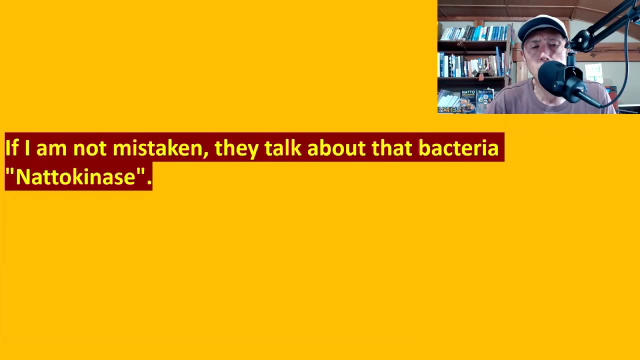 If I am not mistaken, they talk about that bacteria
"Nattokinase".